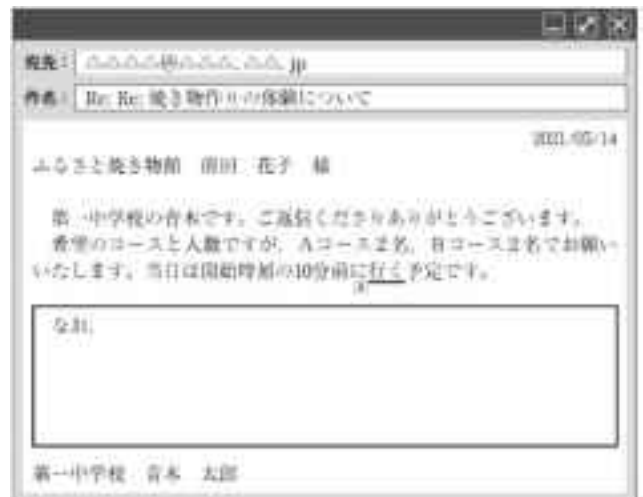 宛先: △△△△@△△△.△△.jp
件名: Re: Re: 焼き物作りの体験について
2021/05/14
ふるさと焼き物館 前田 花子 様
第一中学校の青木です。ご返信くださりありがとうございます。
希望のコースと人数ですが、Aコース2名、Bコース2名でお願い
いたします。当日は開始時刻の10分前に行く予定です。
なお、
第一中学校 青木 太郎